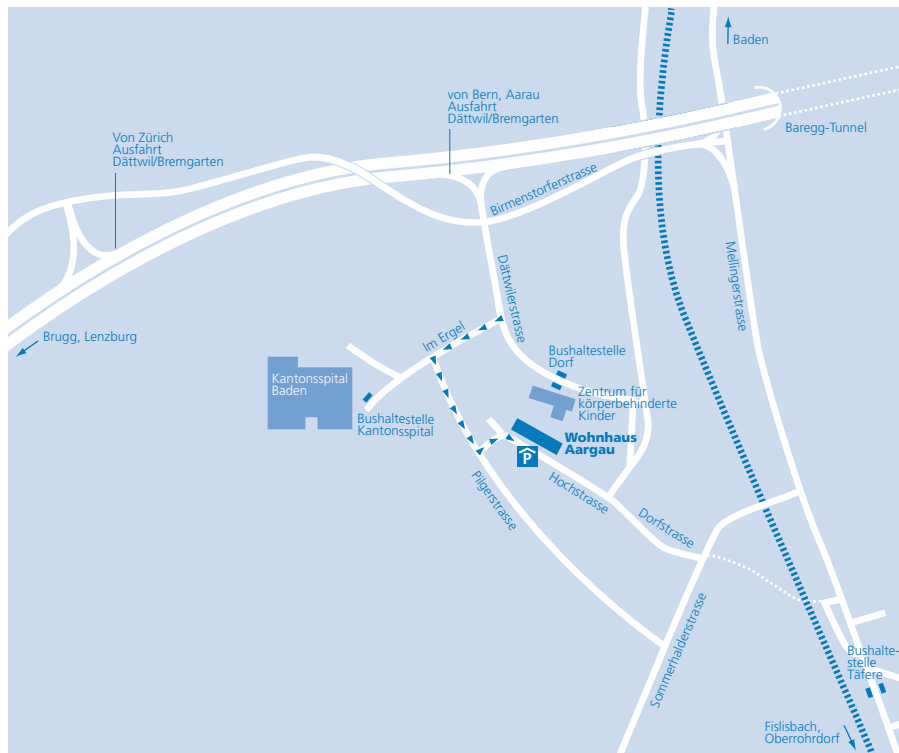 Baden
von Bern, Aarau
Ausfahrt
Dättwil/Bremgarten
Baregg-Tunnel
Von Zürich
Ausfahrt
Dättwil/Bremgarten
Birmenstorferstrasse
Mellingerstrasse
Dättwilerstrasse
Brugg, Lenzburg
Im Ergel
Bushaltestelle
Dorf
Kantonsspital
Baden
Zentrum für
körperbehinderte
Kinder
Bushaltestelle
Kantonsspital
Wohnhaus
Aargau
P
Hochstrasse
Pilgerstrasse
Dorfstrasse
Sommerhaldenstrasse
Bushalte-
stelle
Täfere
Fislisbach,
Oberrohrdorf